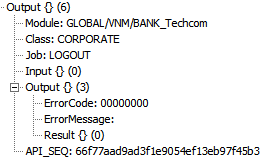 Output {} (6)
Module: GLOBAL/VNM/BANK_Techcom
Class: CORPORATE
Job: LOGOUT
Input {} (0)
Output {} (3)
ErrorCode: 00000000
ErrorMessage:
Result {} (0)
API_SEQ: 66f77aad9ad3f1e9054ef13eb97f45b3